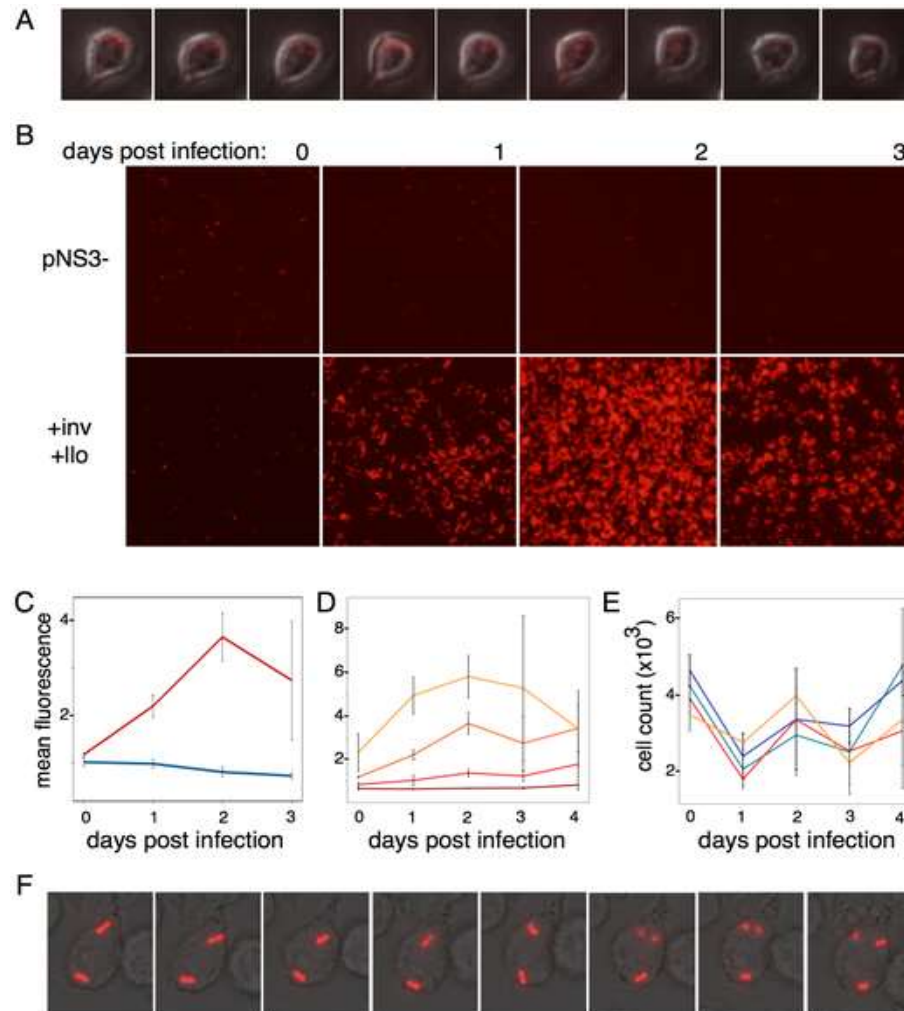 A
B
days post infection: 0 1 2 3
pNS3-
+inv
+llo
C D E
mean fluorescence
4
2
0 1 2 3
days post infection
8
6
4
2
0 1 2 3 4
days post infection
cell count (x10³)
6
4
2
0 1 2 3 4
days post infection
F